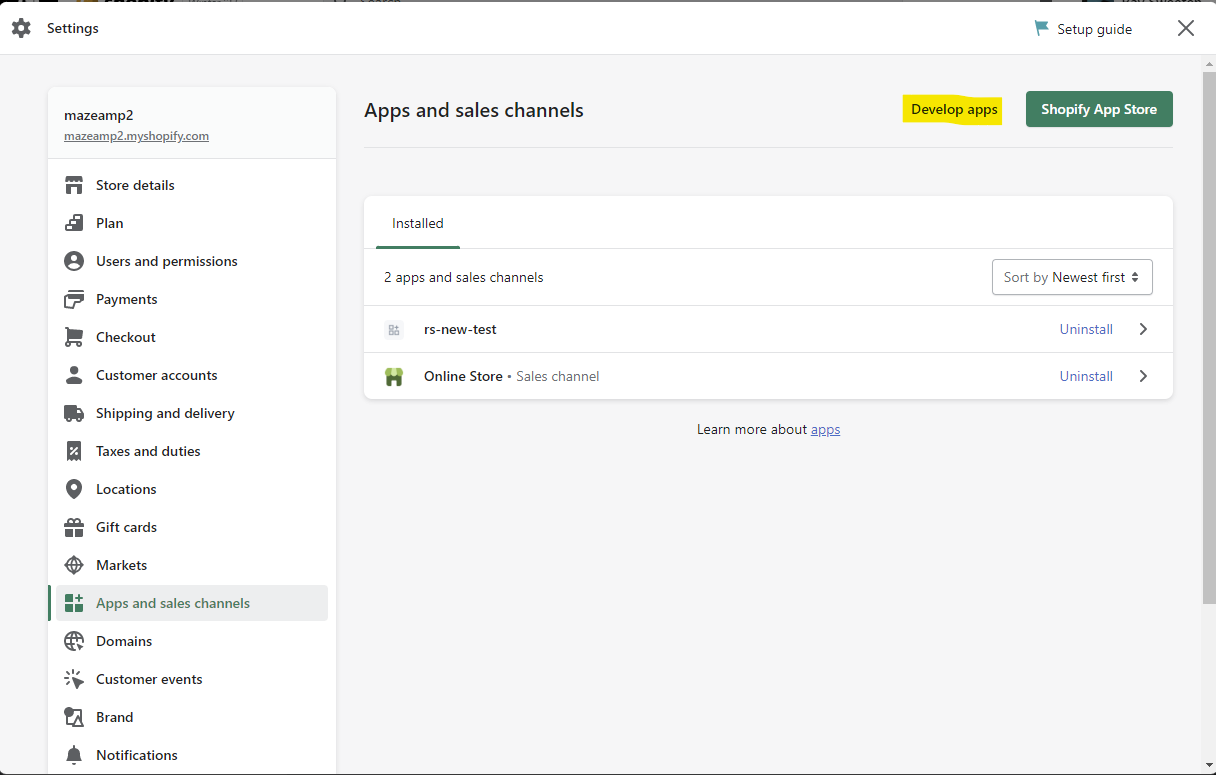 Settings
Setup guide
mazeamp2
mazeamp2.myshopify.com
Store details
Plan
Users and permissions
Payments
Checkout
Customer accounts
Shipping and delivery
Taxes and duties
Locations
Gift cards
Markets
Apps and sales channels
Domains
Customer events
Brand
Notifications
Apps and sales channels
Develop apps
Shopify App Store
Installed
2 apps and sales channels
Sort by Newest first
rs-new-test
Uninstall
Online Store • Sales channel
Uninstall
Learn more about apps